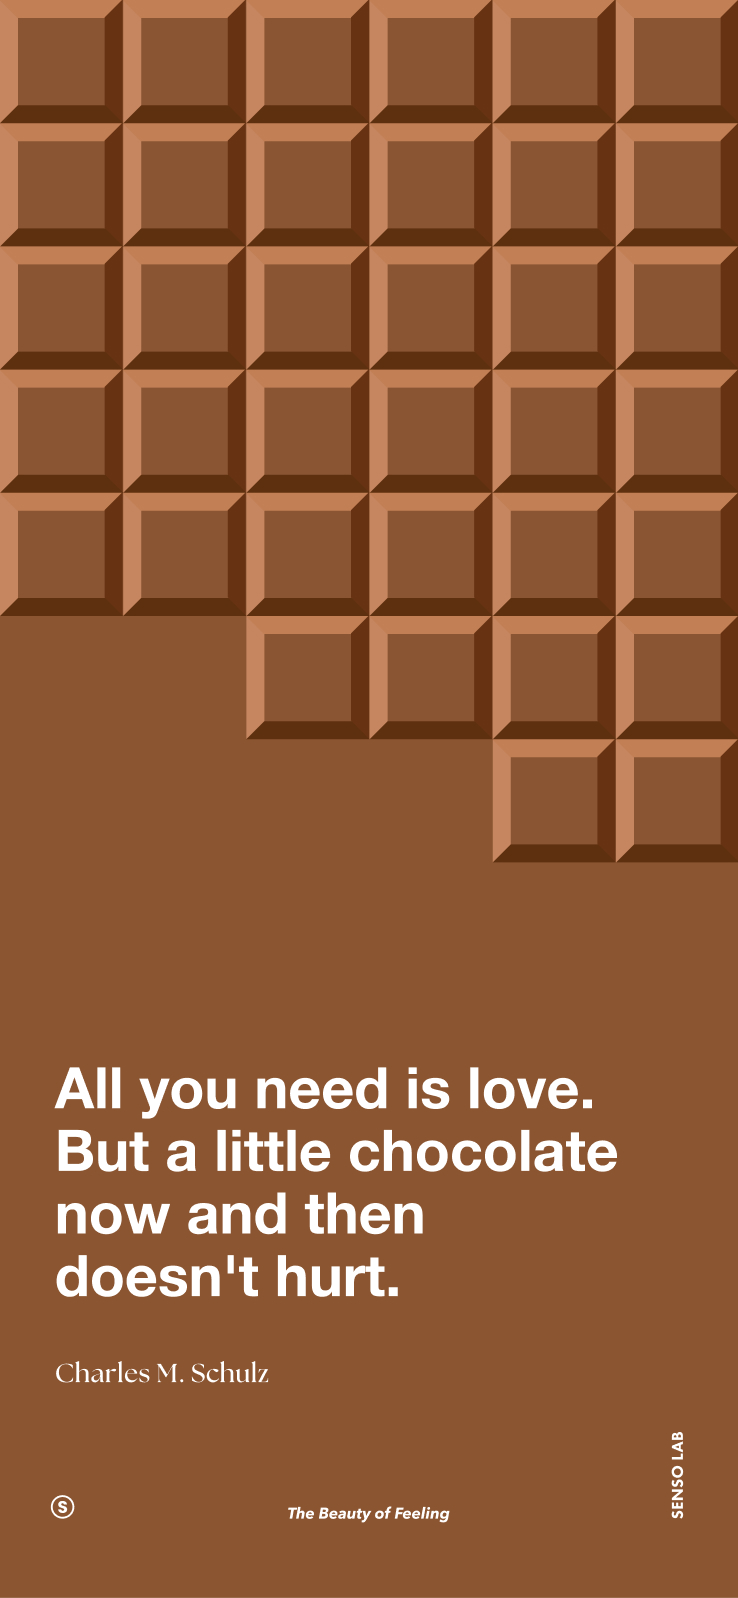 All you need is love.
But a little chocolate
now and then
doesn't hurt.
Charles M. Schulz
SENSO LAB
S
The Beauty of Feeling